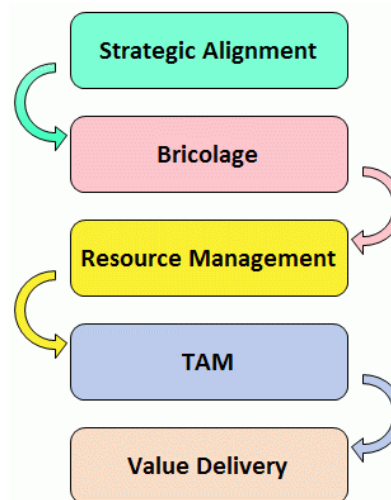 Strategic Alignment
Bricolage
Resource Management
TAM
Value Delivery